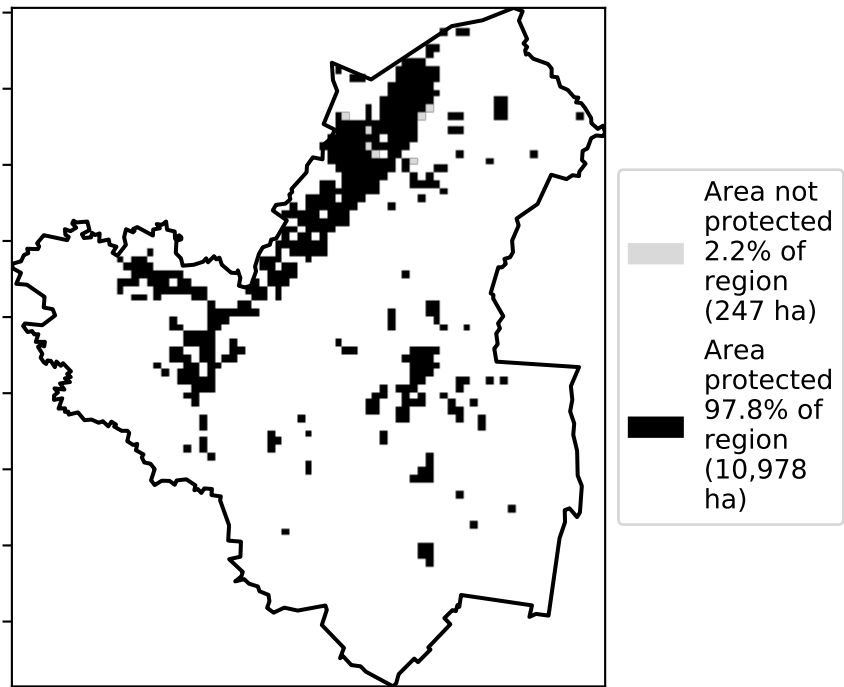 Area not
protected
2.2% of
region
(247 ha)
Area
protected
97.8% of
region
(10,978
ha)